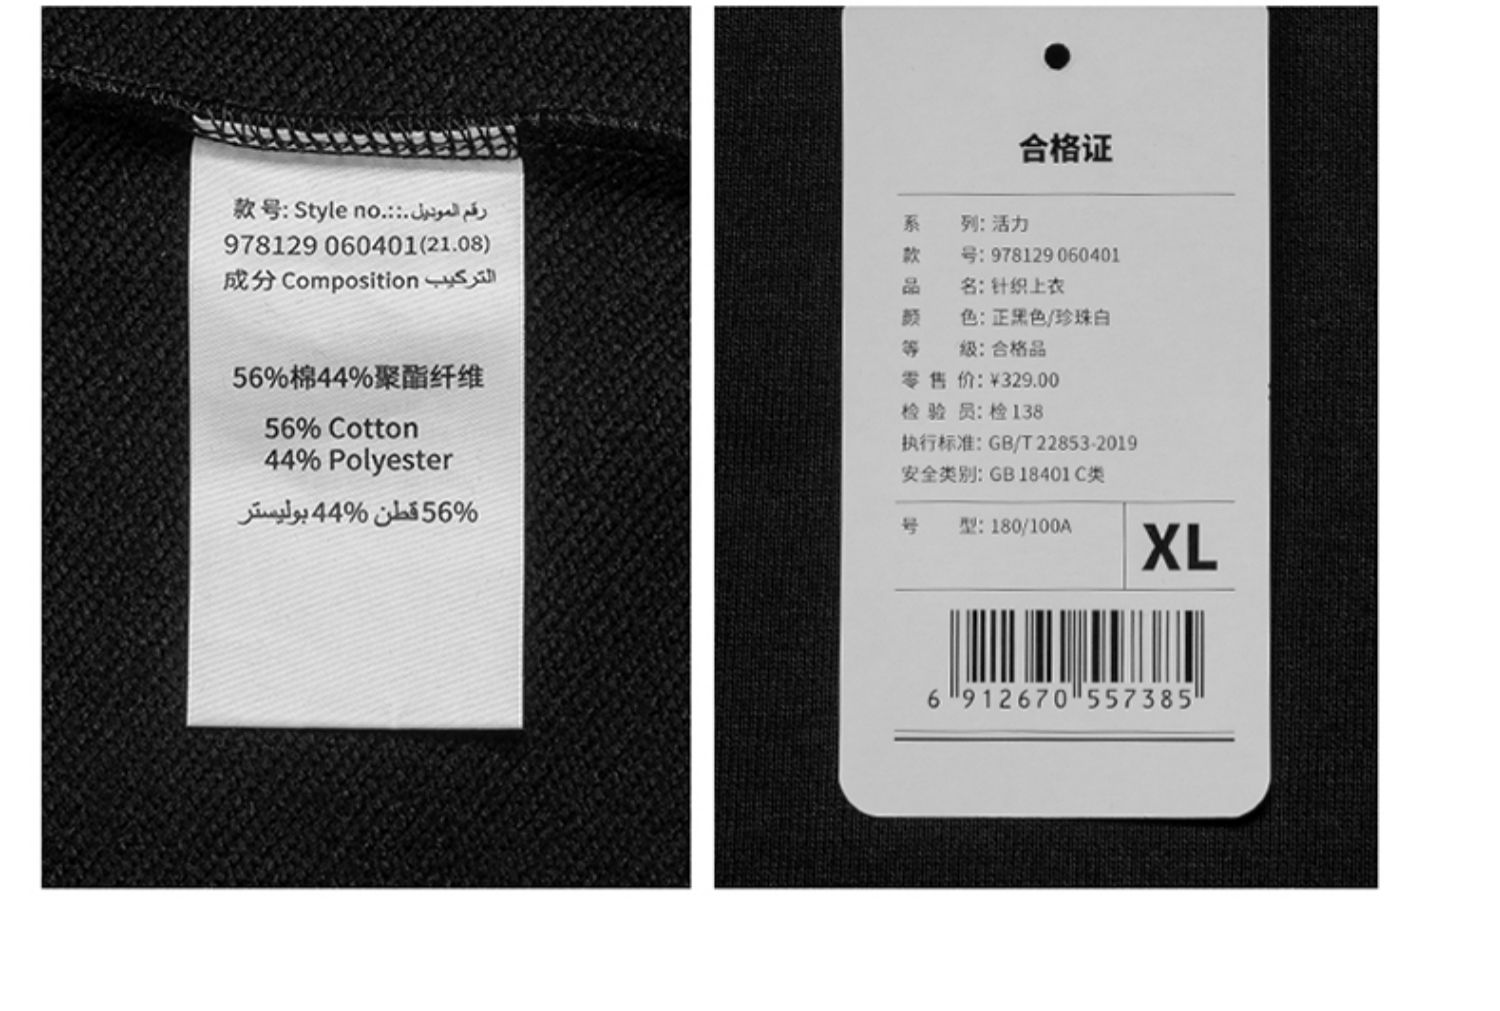 款号: Style no.::.رقم الموديل
978129 060401(21.08)
成分 Composition التركيب
56%棉44%聚酯纤维
56% Cotton
44% Polyester
56%قطن 44%بوليستر
合格证
系 列: 活力
款 号: 978129 060401
品 名: 针织上衣
颜 色: 正黑色/珍珠白
等 级: 合格品
零 售 价: ¥329.00
检 验 员: 检 138
执行标准: GB/T 22853-2019
安全类别: GB 18401 C类
号 型: 180/100A
XL
6 912670 557385